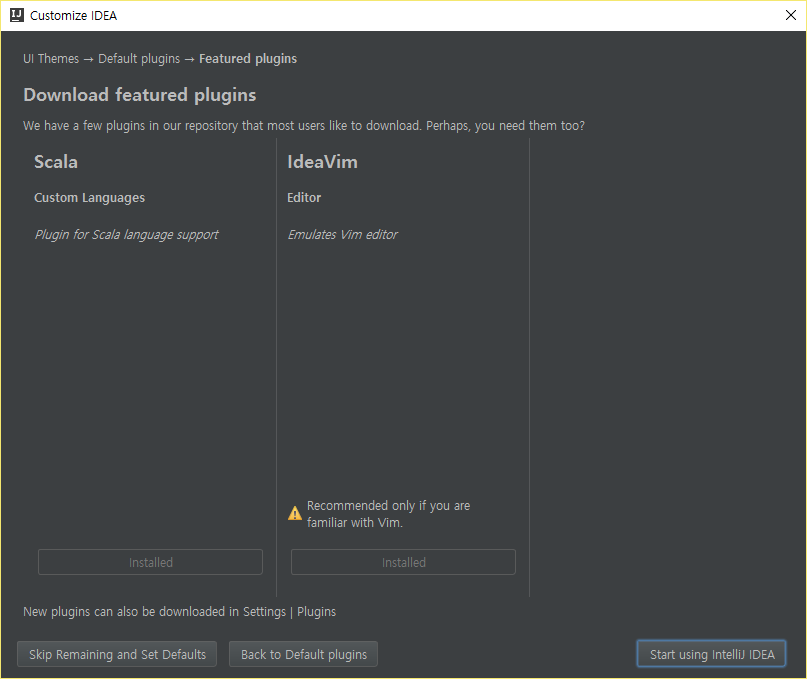 IJ Customize IDEA
UI Themes → Default plugins → Featured plugins
Download featured plugins
We have a few plugins in our repository that most users like to download. Perhaps, you need them too?
Scala
Custom Languages
Plugin for Scala language support
Installed
IdeaVim
Editor
Emulates Vim editor
Recommended only if you are
familiar with Vim.
Installed
New plugins can also be downloaded in Settings | Plugins
Skip Remaining and Set Defaults
Back to Default plugins
Start using IntelliJ IDEA